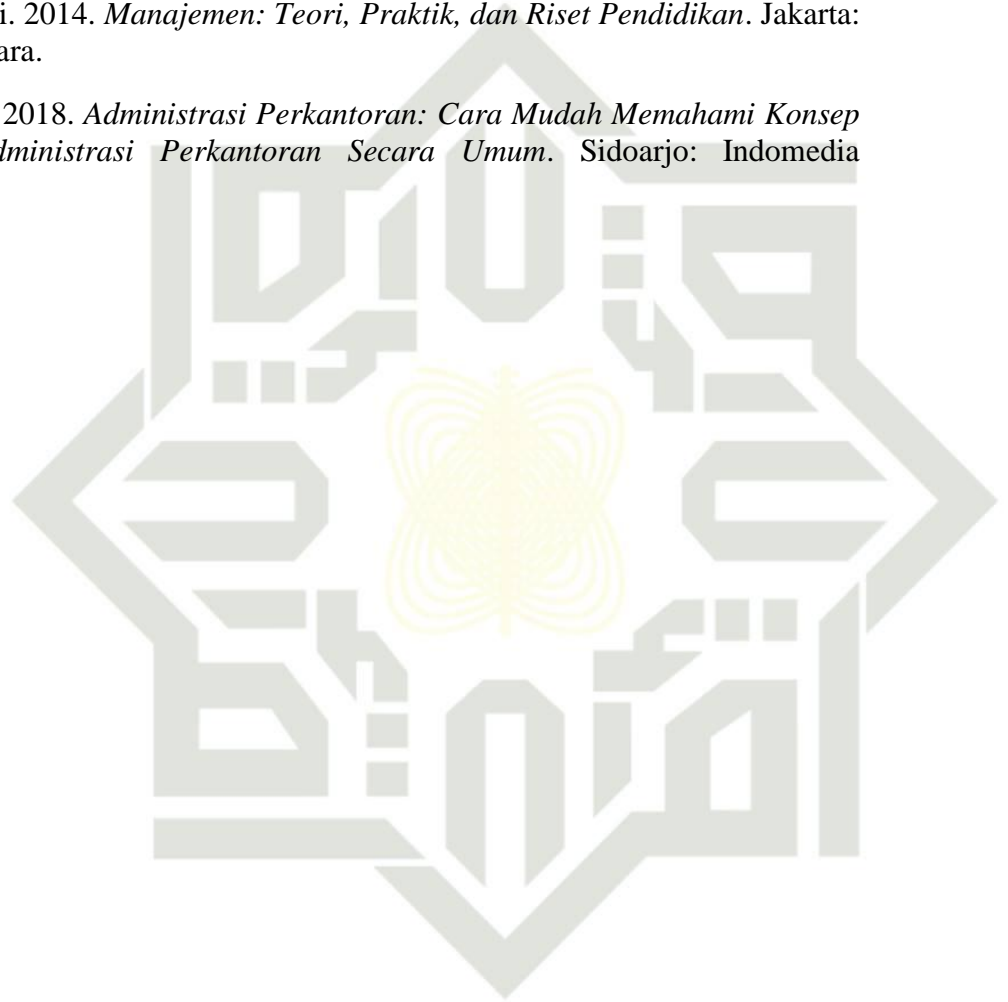 i. 2014. Manajemen: Teori, Praktik, dan Riset Pendidikan. Jakarta:
ara.
2018. Administrasi Perkantoran: Cara Mudah Memahami Konsep
dministrasi Perkantoran Secara Umum. Sidoarjo: Indomedia